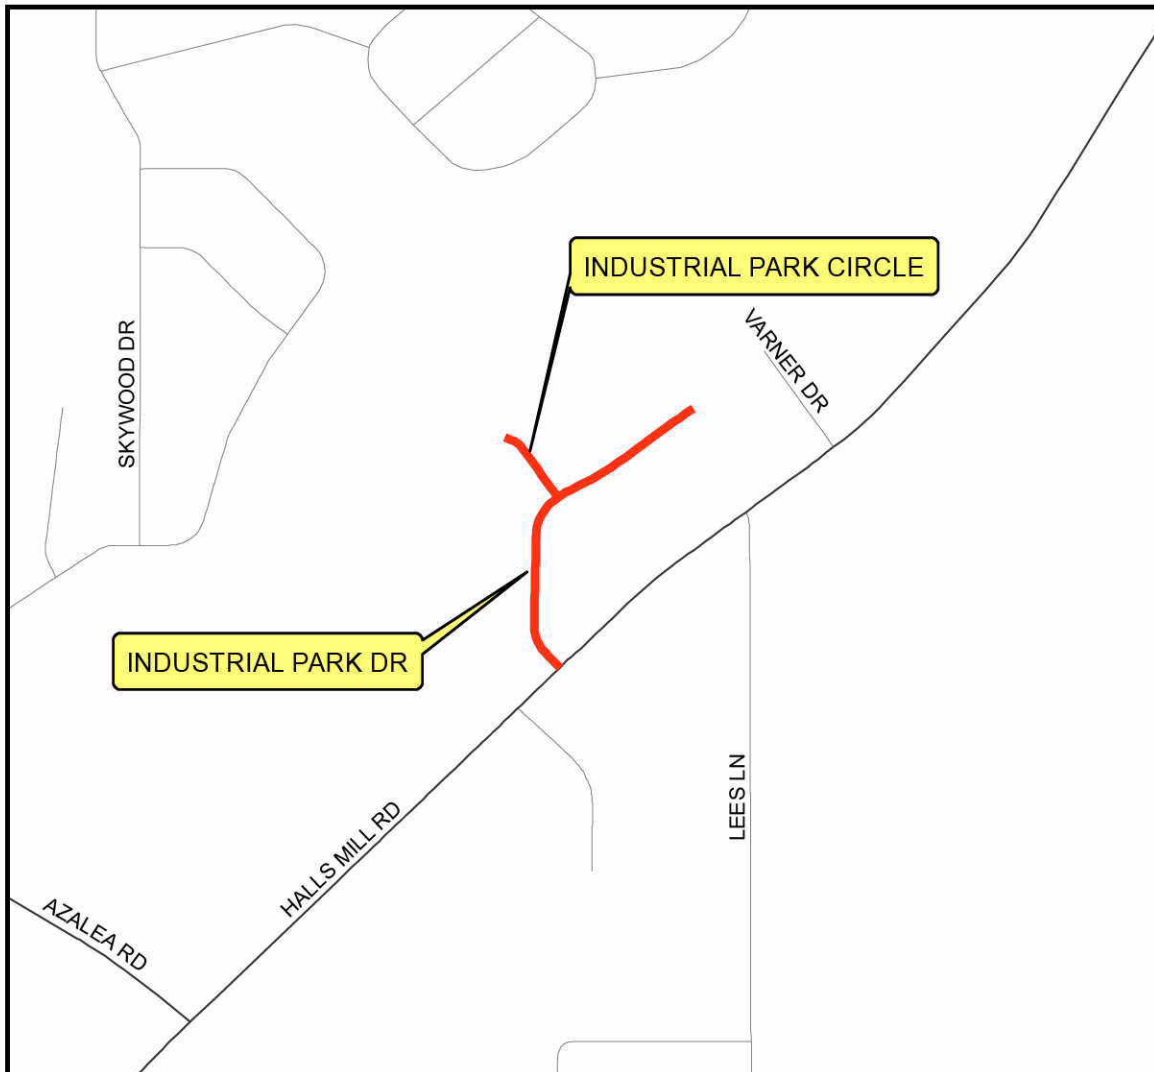 INDUSTRIAL PARK CIRCLE
VARNER DR
SKYWOOD DR
INDUSTRIAL PARK DR
LEES LN
HALLS MILL RD
AZALEA RD